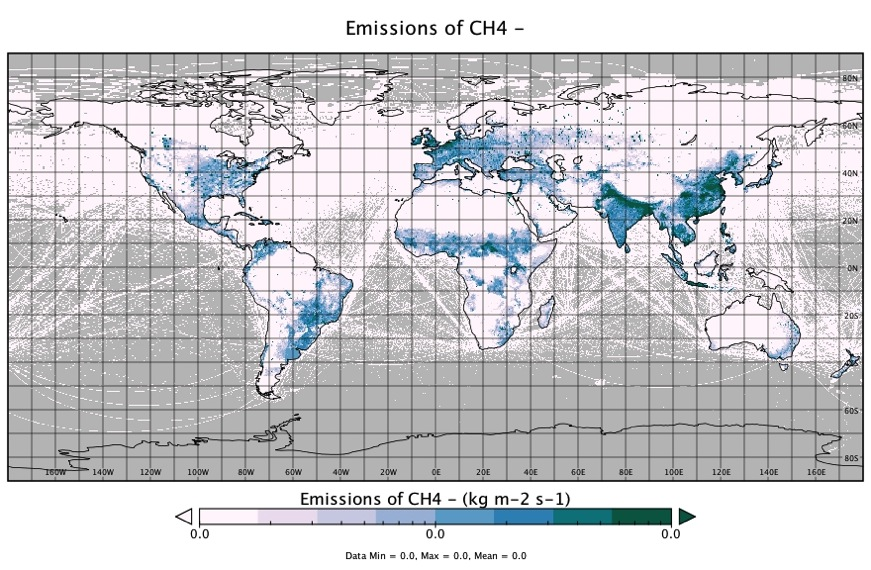 Emissions of CH4 –
80N
60N
40N
20N
0N
20S
60S
80S
160W 140W 120W 100W 80W 60W 40W 20W 0E 20E 40E 60E 80E 100E 120E 140E 160E
Emissions of CH4 – (kg m–2 s–1)
0.0 0.0 0.0
Data Min = 0.0, Max = 0.0, Mean = 0.0